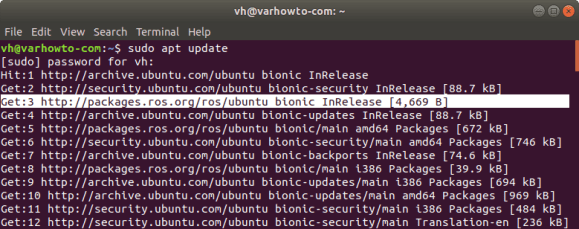 vh@varhowto-com: ~
File Edit View Search Terminal Help
vh@varhowto-com:~$ sudo apt update
[sudo] password for vh:
Hit:1 http://archive.ubuntu.com/ubuntu bionic InRelease
Get:2 http://security.ubuntu.com/ubuntu bionic-security InRelease [88.7 kB]
Get:3 http://packages.ros.org/ros/ubuntu bionic InRelease [4,669 B]
Get:4 http://archive.ubuntu.com/ubuntu bionic-updates InRelease [88.7 kB]
Get:5 http://packages.ros.org/ros/ubuntu bionic/main amd64 Packages [672 kB]
Get:6 http://security.ubuntu.com/ubuntu bionic-security/main amd64 Packages [746 kB]
Get:7 http://archive.ubuntu.com/ubuntu bionic-backports InRelease [74.6 kB]
Get:8 http://packages.ros.org/ros/ubuntu bionic/main i386 Packages [39.9 kB]
Get:9 http://archive.ubuntu.com/ubuntu bionic-updates/main i386 Packages [694 kB]
Get:10 http://archive.ubuntu.com/ubuntu bionic-updates/main amd64 Packages [969 kB]
Get:11 http://security.ubuntu.com/ubuntu bionic-security/main i386 Packages [484 kB]
Get:12 http://security.ubuntu.com/ubuntu bionic-security/main Translation-en [236 kB]